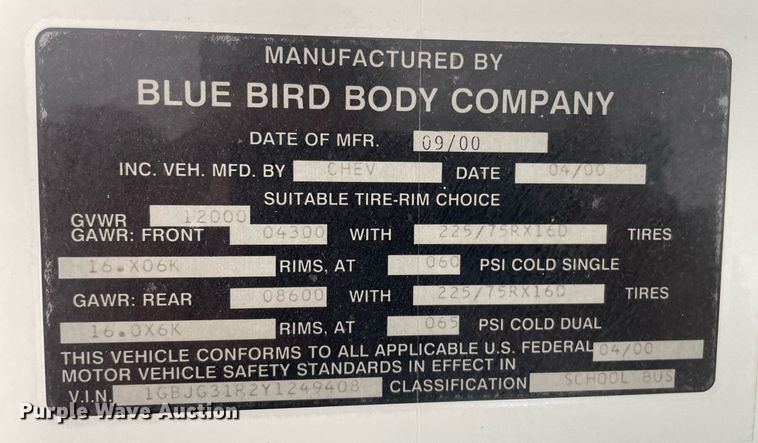 MANUFACTURED BY
BLUE BIRD BODY COMPANY
DATE OF MFR. 09/00
INC. VEH. MFD. BY CHEV DATE 04/00
SUITABLE TIRE-RIM CHOICE
GVWR 12000
GAWR: FRONT 04300 WITH 225/75RX16D TIRES
16.X06K RIMS, AT 060 PSI COLD SINGLE
GAWR: REAR 08600 WITH 225/75RX16D TIRES
16.0X6K RIMS, AT 065 PSI COLD DUAL
THIS VEHICLE CONFORMS TO ALL APPLICABLE U.S. FEDERAL 04/00
MOTOR VEHICLE SAFETY STANDARDS IN EFFECT IN
V.I.N. 1GBJG31R2Y1249408 CLASSIFICATION SCHOOL BUS
Purple Wave Auction